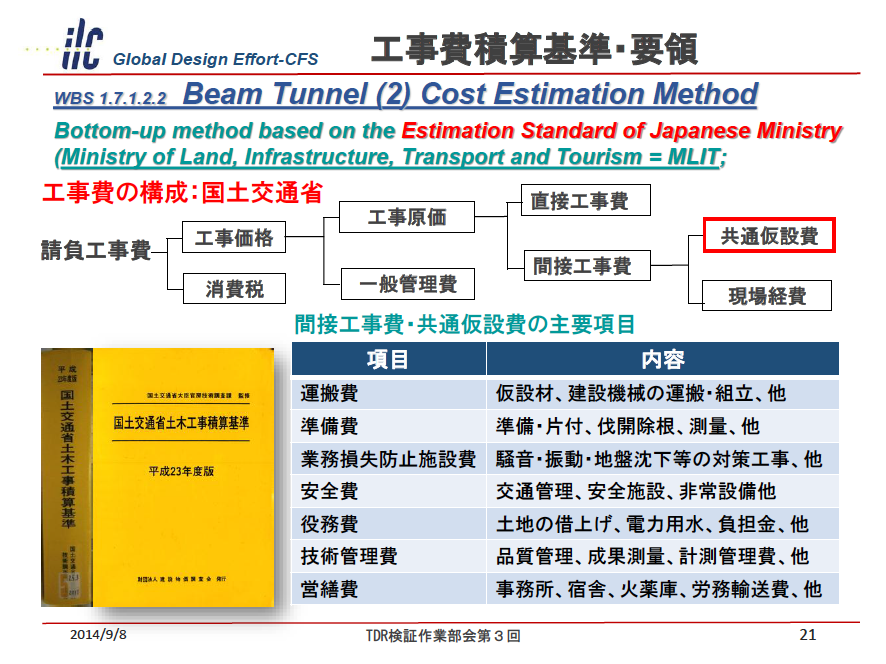 ilc
Global Design Effort-CFS
工事費積算基準・要領
WBS 1.7.1.2.2 Beam Tunnel (2) Cost Estimation Method
Bottom-up method based on the Estimation Standard of Japanese Ministry
(Ministry of Land, Infrastructure, Transport and Tourism = MLIT;
工事費の構成：国土交通省
請負工事費
工事価格
消費税
工事原価
一般管理費
直接工事費
間接工事費
共通仮設費
現場経費
間接工事費・共通仮設費の主要項目
項目 内容
運搬費 仮設材、建設機械の運搬・組立、他
準備費 準備・片付、伐開除根、測量、他
業務損失防止施設費 騒音・振動・地盤沈下等の対策工事、他
安全費 交通管理、安全施設、非常設備他
役務費 土地の借上げ、電力用水、負担金、他
技術管理費 品質管理、成果測量、計測管理費、他
営繕費 事務所、宿舎、火薬庫、労務輸送費、他
平成
23年度版
国土交通省土木工事積算基準
国土交通省大臣官房技術調査課 監修
国土交通省土木工事積算基準
平成23年度版
財団法人 建設物価調査会 発行
2014/9/8
TDR検証作業部会第３回
21